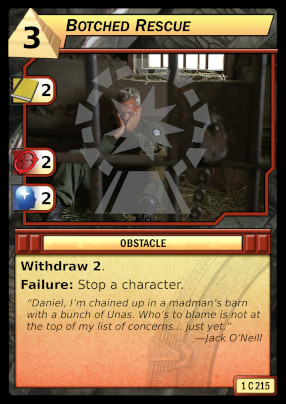 BOTCHED RESCUE
3
2
2
2
OBSTACLE
Withdraw 2.
Failure: Stop a character.
“Daniel, I’m chained up in a madman’s barn
with a bunch of Unas. Who’s to blame is not at
the top of my list of concerns... just yet.”
—Jack O’Neill
1 C 215